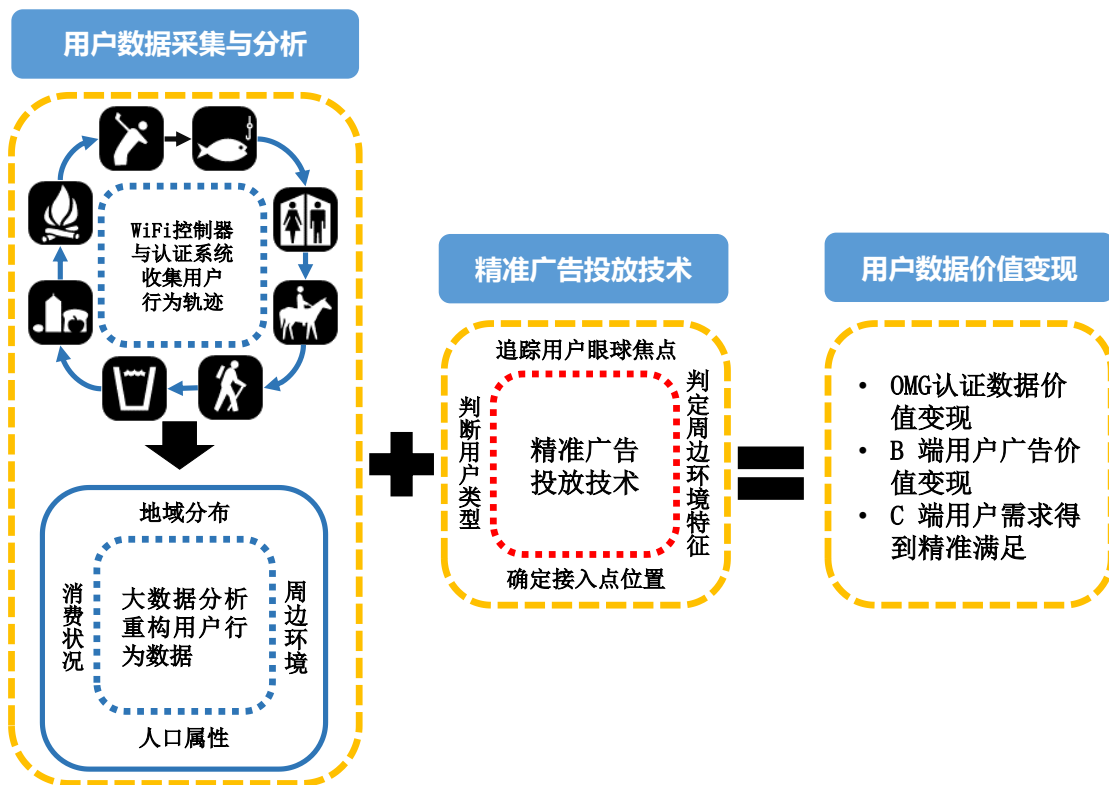 用户数据采集与分析
WiFi控制器
与认证系统
收集用户
行为轨迹
地域分布
消费状况
大数据分析
重构用户行
为数据
周边环境
人口属性
精准广告投放技术
追踪用户眼球焦点
判断用户类型
精准广告
投放技术
判定周边环境特征
确定接入点位置
用户数据价值变现
• OMG认证数据价
值变现
• B 端用户广告价
值变现
• C 端用户需求得
到精准满足